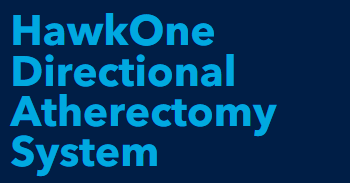 HawkOne
Directional
Atherectomy
System